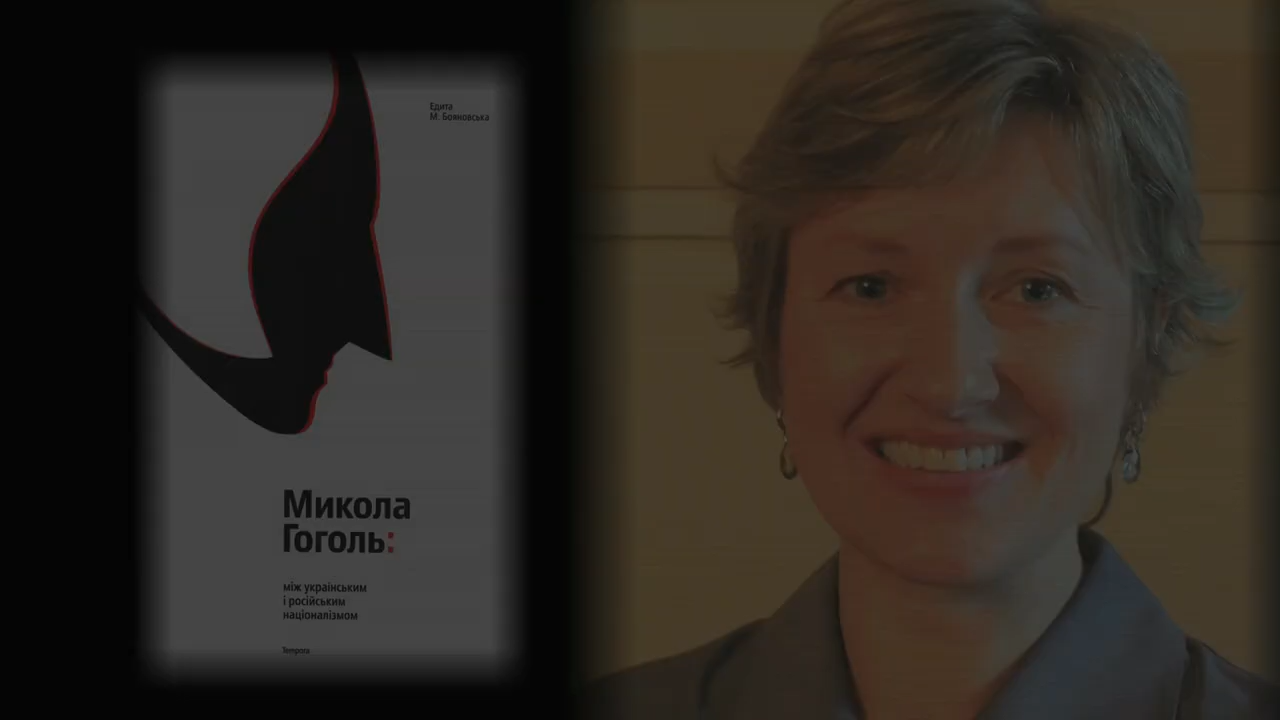 Едита
М. Бояновська
Микола
Гоголь:
між українським
і російським
націоналізмом
Tempora